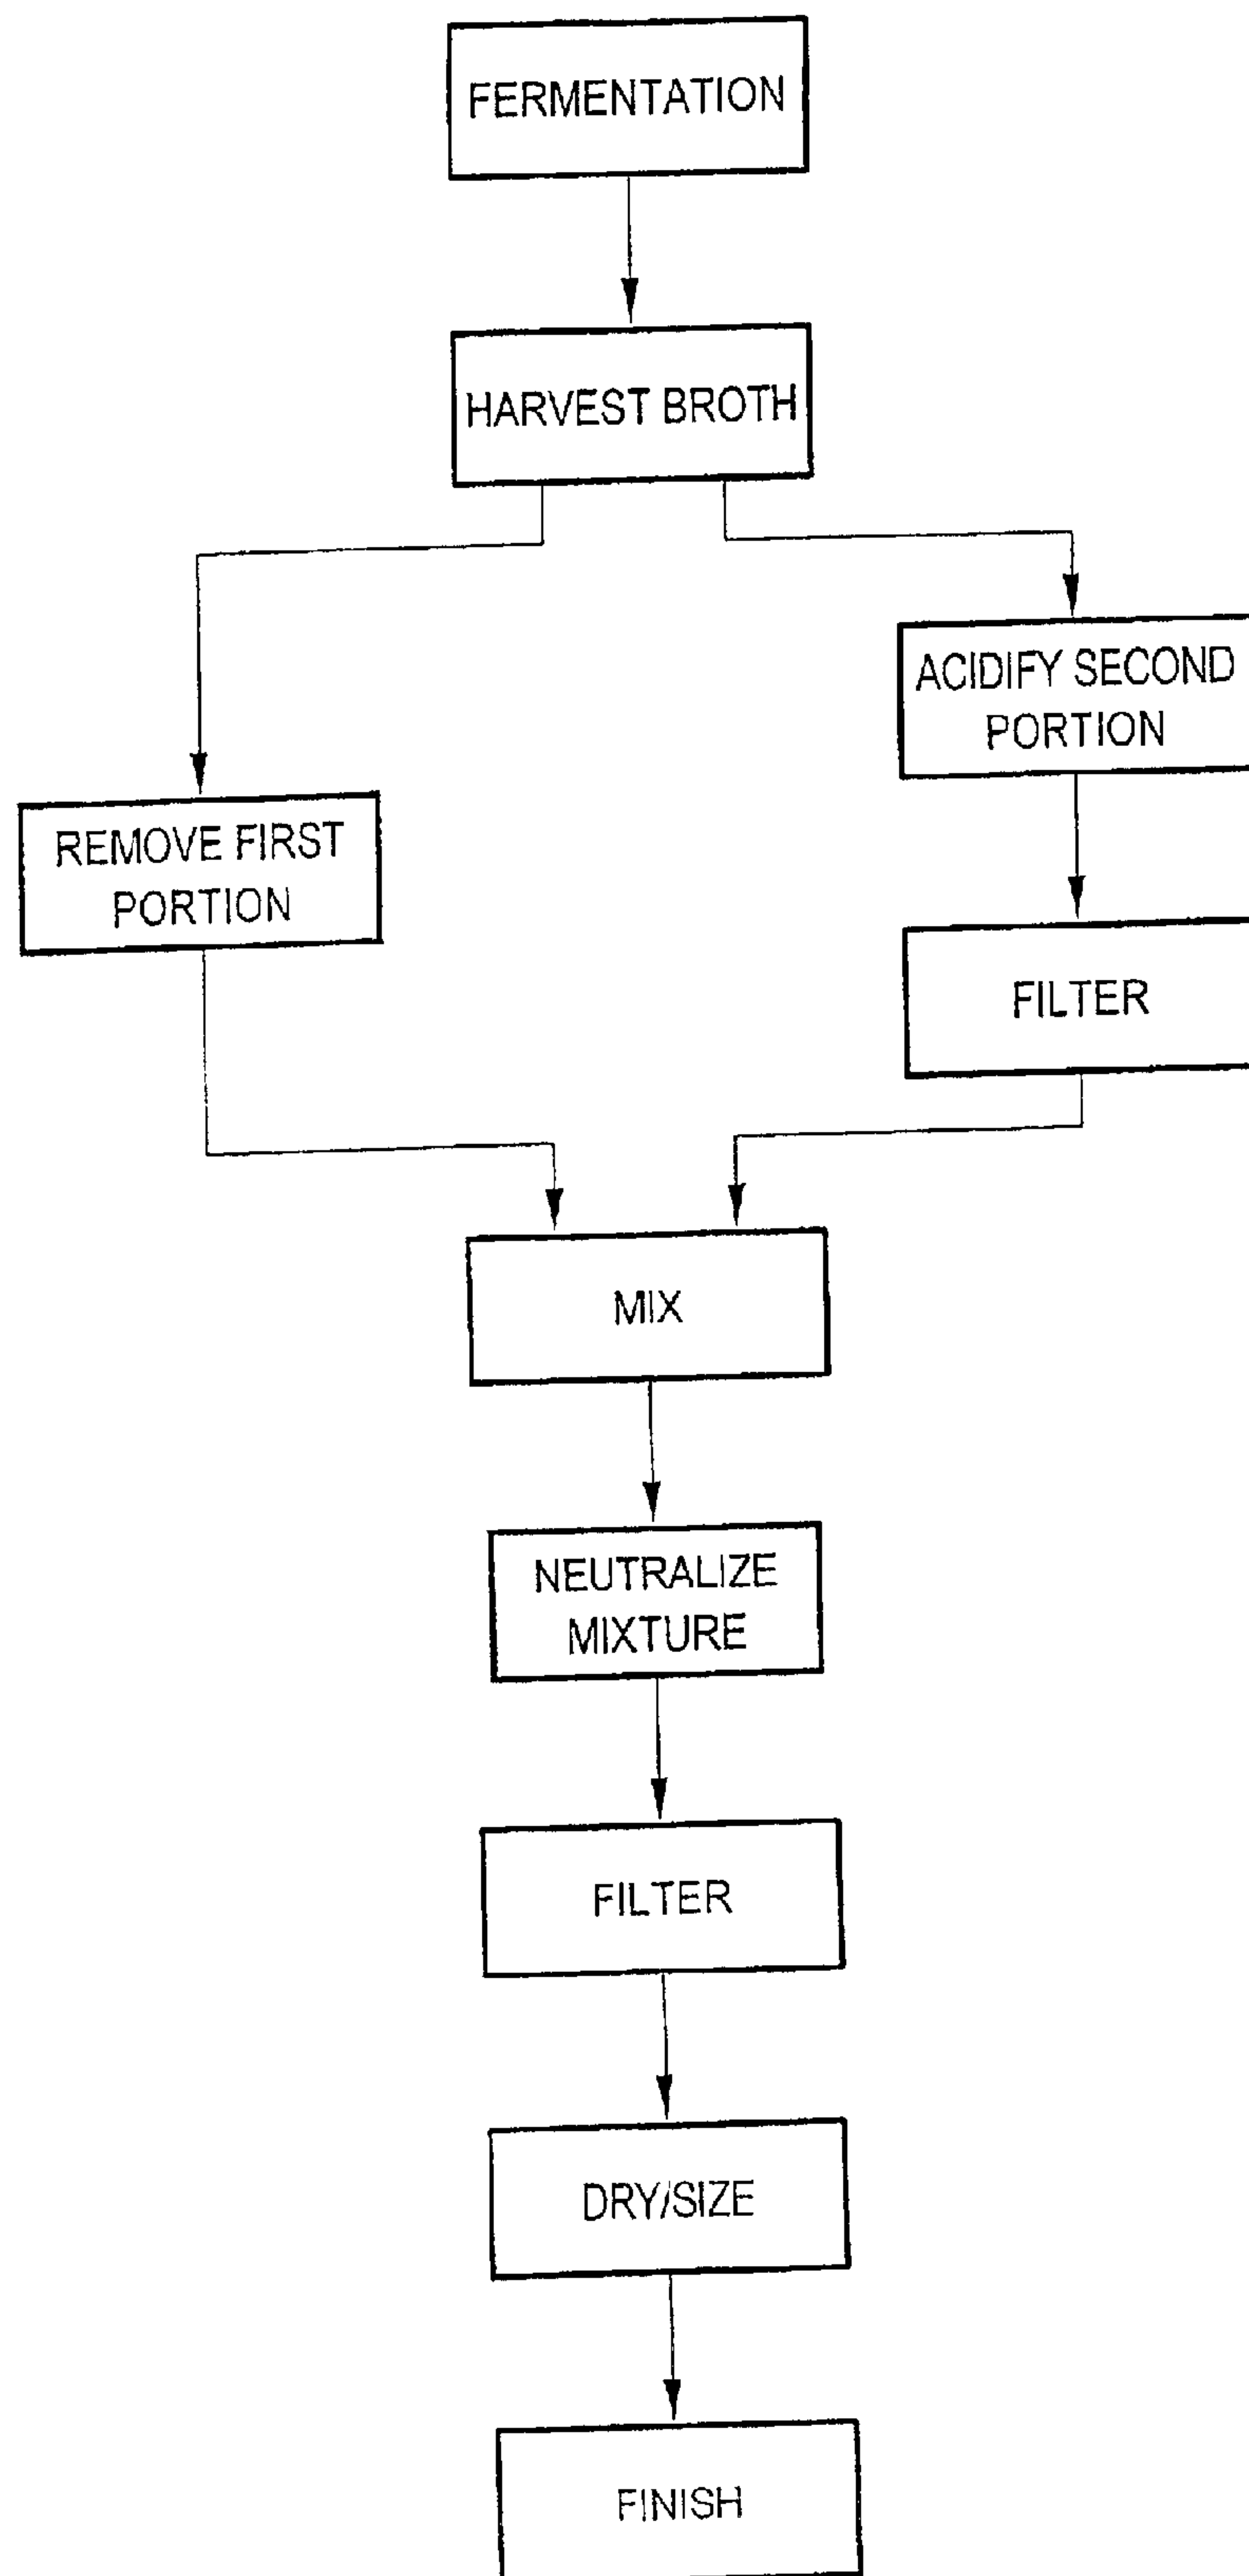 FERMENTATION
HARVEST BROTH
ACIDIFY SECOND
PORTION
REMOVE FIRST
PORTION
FILTER
MIX
NEUTRALIZE
MIXTURE
FILTER
DRY/SIZE
FINISH